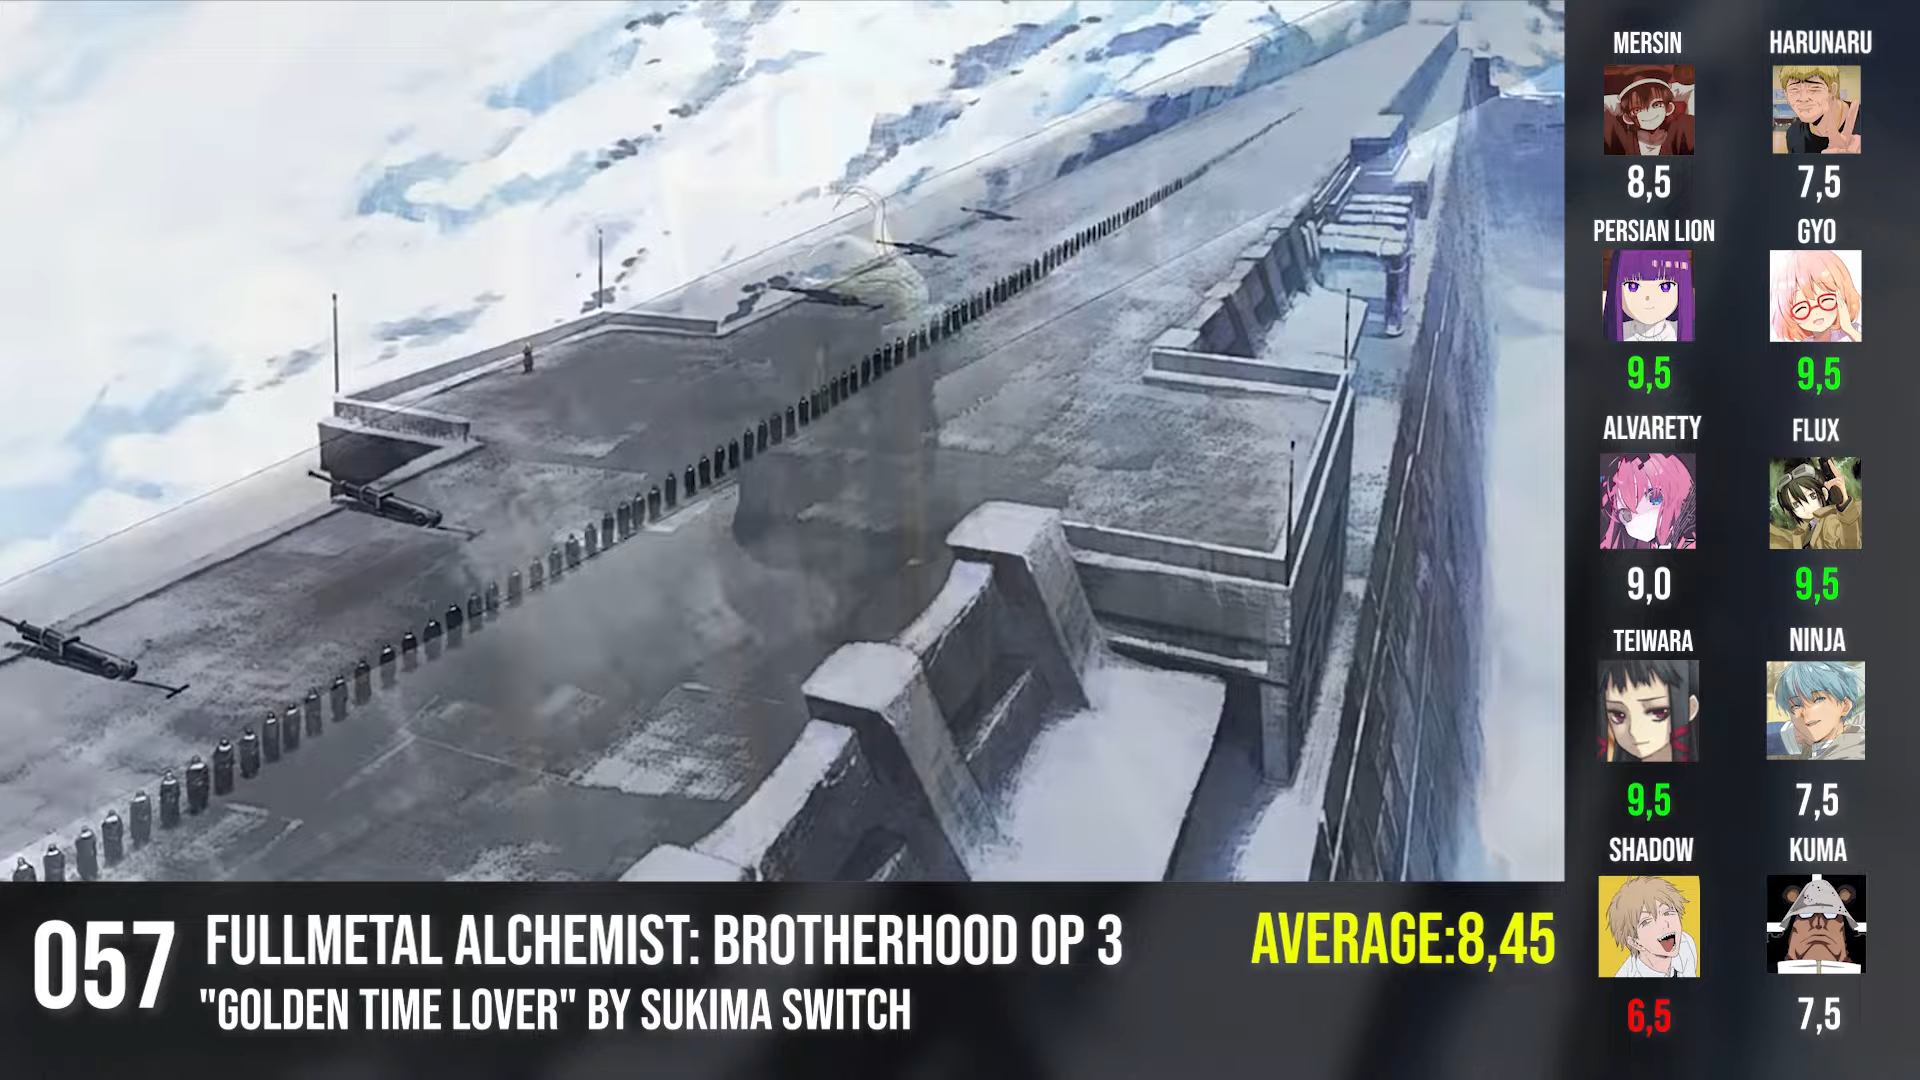 MERSIN HARUNARU
8,5 7,5
PERSIAN LION GYO
9,5 9,5
ALVARETY FLUX
9,0 9,5
TEIWARA NINJA
9,5 7,5
SHADOW KUMA
6,5 7,5
057 FULLMETAL ALCHEMIST: BROTHERHOOD OP 3 AVERAGE:8,45
"GOLDEN TIME LOVER" BY SUKIMA SWITCH